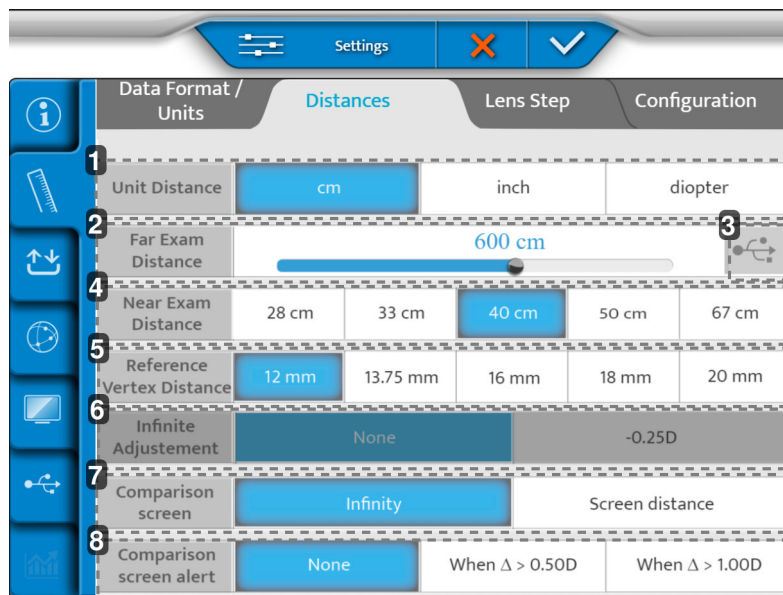 Settings
Data Format /
Units
Distances
Lens Step
Configuration
1
Unit Distance
cm
inch
diopter
2
Far Exam
Distance
600 cm
3
4
Near Exam
Distance
28 cm
33 cm
40 cm
50 cm
67 cm
5
Reference
Vertex Distance
12 mm
13.75 mm
16 mm
18 mm
20 mm
6
Infinite
Adjustement
None
-0.25D
7
Comparison
screen
Infinity
Screen distance
8
Comparison
screen alert
None
When Δ > 0.50D
When Δ > 1.00D